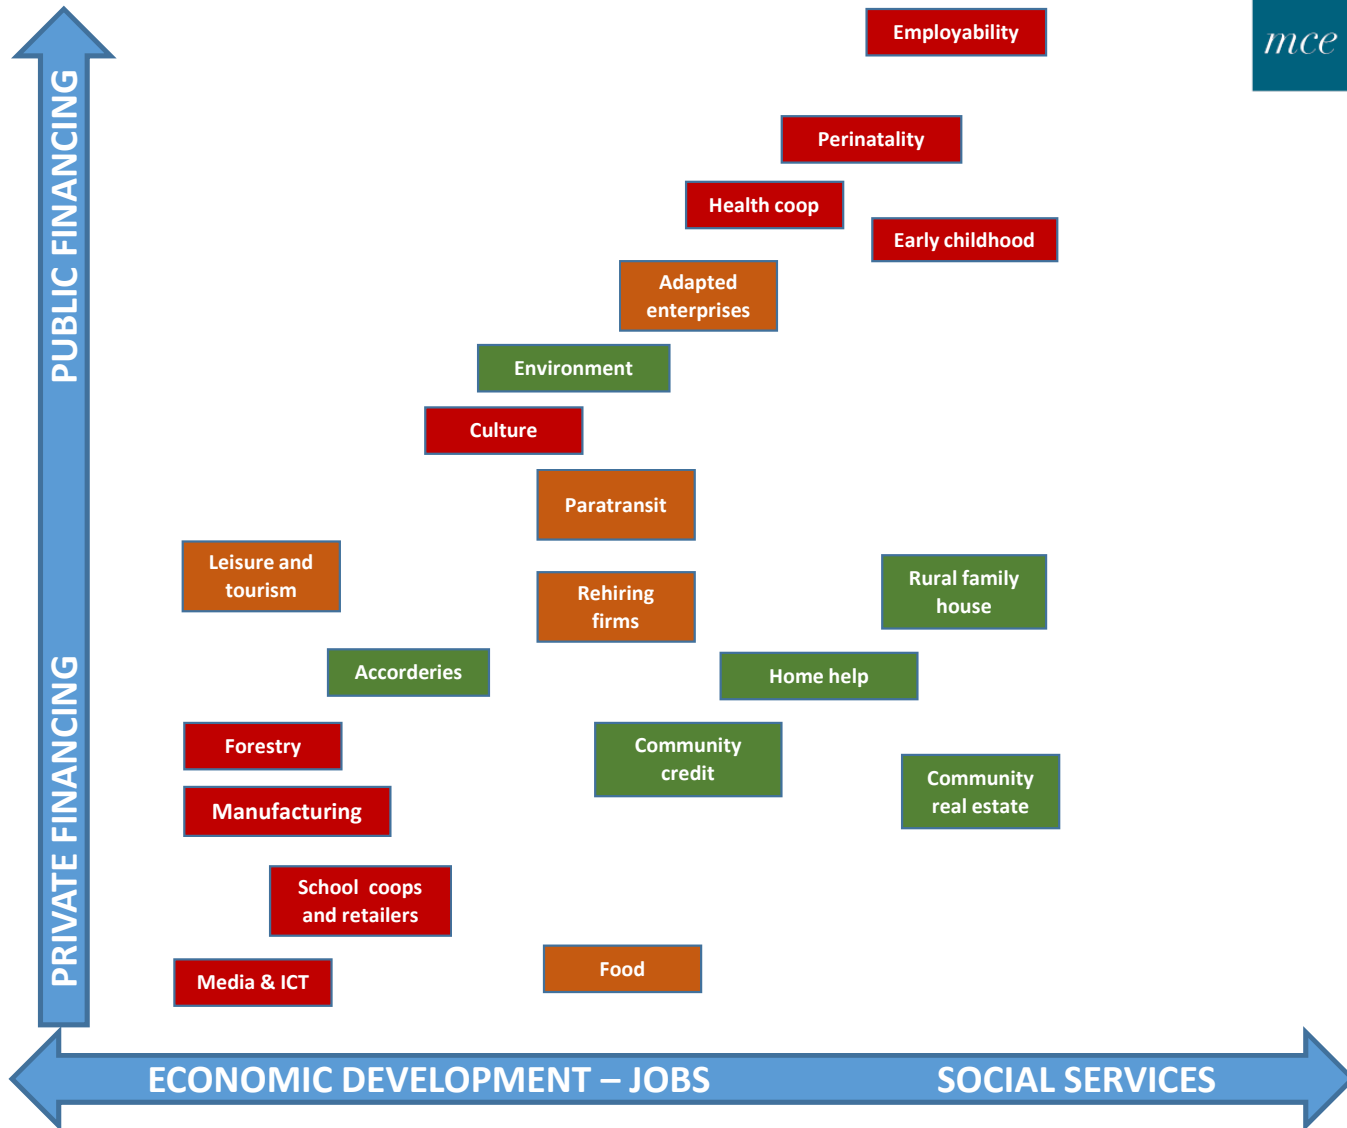 Employability
mce
PUBLIC FINANCING
Perinatality
Health coop
Early childhood
Adapted
enterprises
Environment
Culture
Paratransit
Leisure and
tourism
Rehiring
firms
Rural family
house
PRIVATE FINANCING
Accorderies
Home help
Forestry
Community
credit
Manufacturing
Community
real estate
School coops
and retailers
Food
Media & ICT
ECONOMIC DEVELOPMENT – JOBS
SOCIAL SERVICES